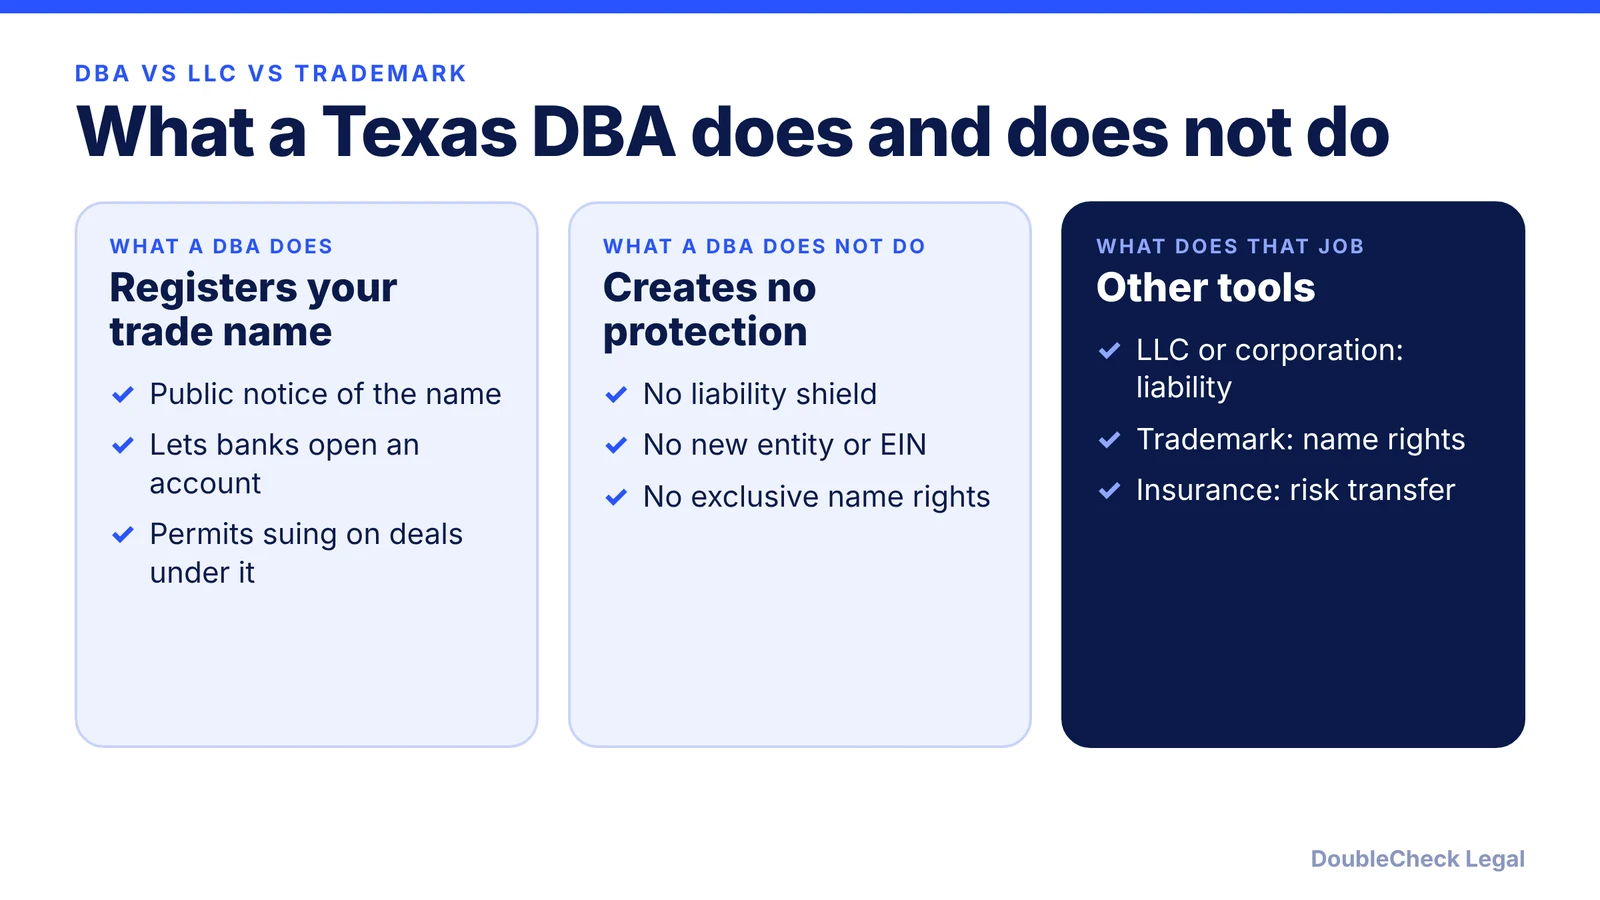 DBA VS LLC VS TRADEMARK
What a Texas DBA does and does not do
WHAT A DBA DOES
Registers your
trade name
Public notice of the name
Lets banks open an
account
Permits suing on deals
under it
WHAT A DBA DOES NOT DO
Creates no
protection
No liability shield
No new entity or EIN
No exclusive name rights
WHAT DOES THAT JOB
Other tools
LLC or corporation:
liability
Trademark: name rights
Insurance: risk transfer
DoubleCheck Legal